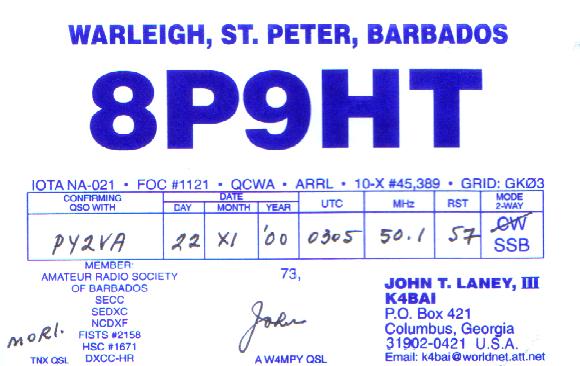 WARLEIGH, ST. PETER, BARBADOS
8P9HT
IOTA NA-021 • FOC #1121 • QCWA • ARRL • 10-X #45,389 • GRID: GKØ3
CONFIRMING QSO WITH
DATE
DAY MONTH YEAR
UTC
MHz
RST
MODE 2-WAY
PY2VA 22 XI '00 0305 50.1 57 CW SSB
MEMBER:
AMATEUR RADIO SOCIETY
OF BARBADOS
SECC
SEDXC
NCDXF
FISTS #2158
HSC #1671
DXCC-HR
MORI.
TNX QSL
73,
John
A W4MPY QSL
JOHN T. LANEY, III
K4BAI
P.O. Box 421
Columbus, Georgia
31902-0421 U.S.A.
Email: k4bai@worldnet.att.net